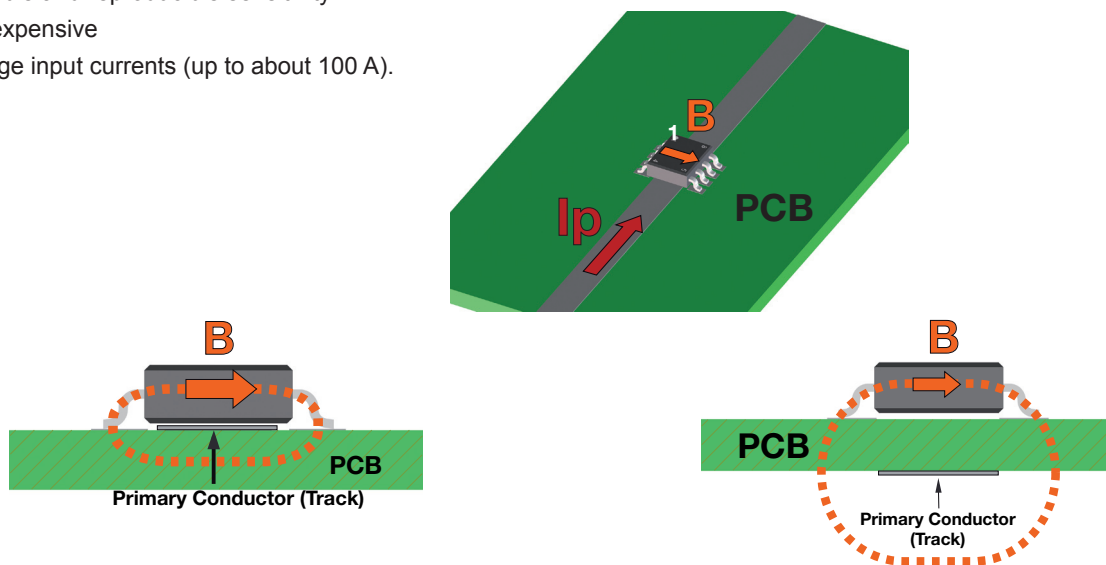 expensive
ge input currents (up to about 100 A).
1
B
Ip
PCB
B
PCB
Primary Conductor (Track)
B
PCB
Primary Conductor
(Track)